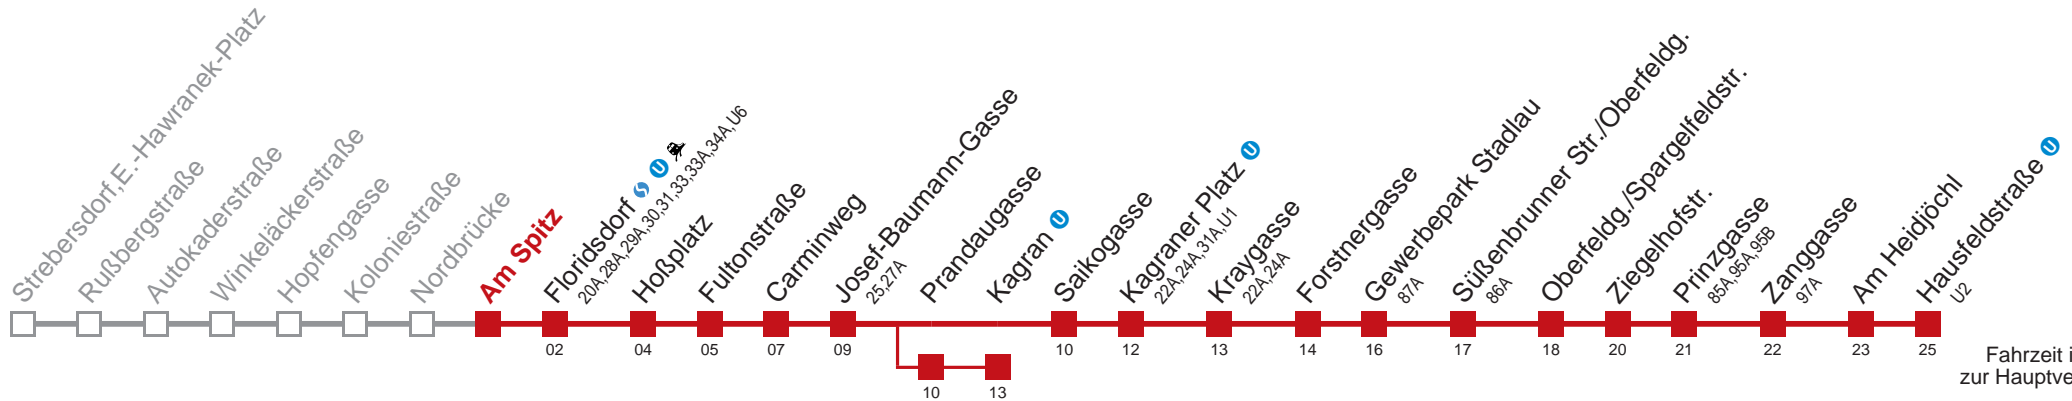 Strebersdorf,E.-Hawranek-Platz
Rußbergstraße
Autokaderstraße
Winkeläckerstraße
Hopfengasse
Koloniestraße
Nordbrücke
Am Spitz
Floridsdorf S U
20A,28A,29A,30,31,33,33A,34A,U6
Hoßplatz
Fultonstraße
Carminweg
Josef-Baumann-Gasse
25,27A
Prandaugasse
Kagran U
Saikogasse
Kagraner Platz U
22A,24A,31A,U1
Kraygasse
22A,24A
Forstnergasse
Gewerbepark Stadlau
87A
Süßenbrunner Str./Oberfeldg.
86A
Oberfeldg./Spargelfeldstr.
Ziegelhofstr.
Prinzgasse
85A,95A,95B
Zanggasse
97A
Am Heidjöchl
Hausfeldstraße U
U2
02 04 05 07 09 10 12 13 14 16 17 18 20 21 22 23 25
10 13
Fahrzeit i
zur Hauptve